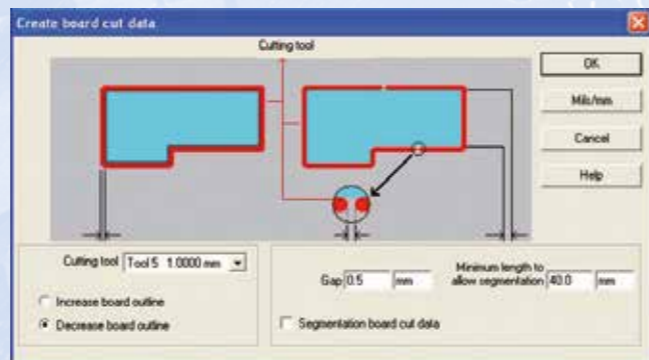 Create board cut data
Cutting tool
OK
Mils/mm
Cancel
Help
Cutting tool Tool 5 1.0000 mm
Increase board outline
Decrease board outline
Gap 0.5 mm
Minimum length to
allow segmentation 40.0 mm
Segmentation board cut data